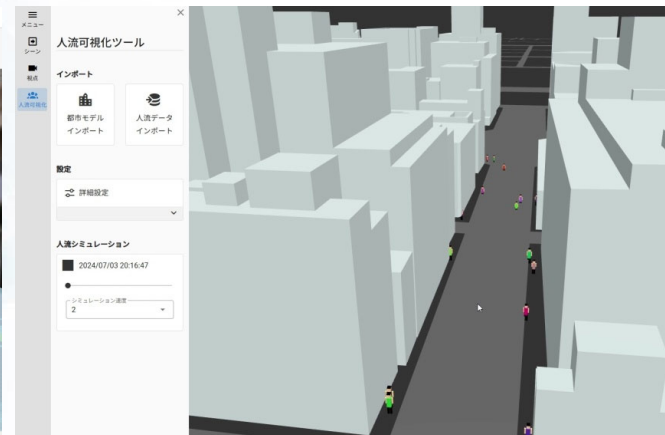 メニュー
シーン
視点
人流可視化
人流可視化ツール
インポート
都市モデル
インポート
人流データ
インポート
設定
詳細設定
人流シミュレーション
2024/07/03 20:16:47
シミュレーション速度
2